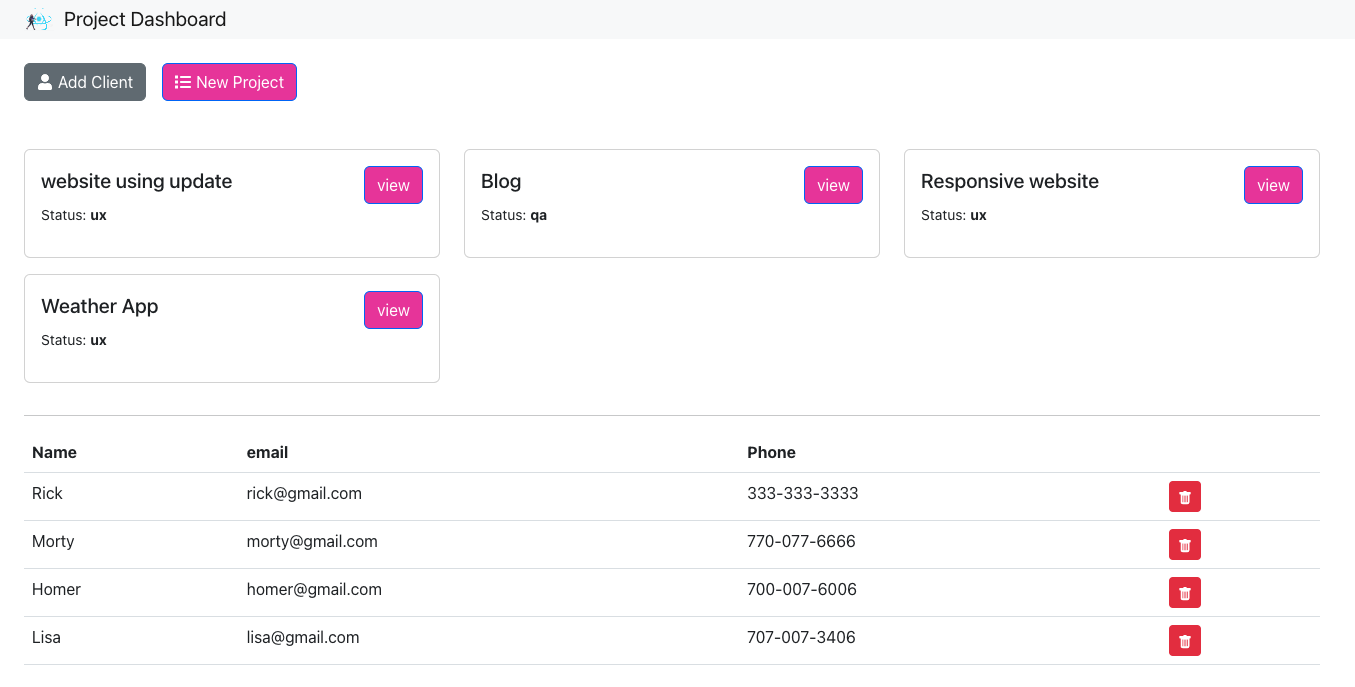 Project Dashboard
Add Client New Project
website using update view Blog view Responsive website view
Status: ux Status: qa Status: ux
Weather App view
Status: ux
Name email Phone
Rick rick@gmail.com 333-333-3333
Morty morty@gmail.com 770-077-6666
Homer homer@gmail.com 700-007-6006
Lisa lisa@gmail.com 707-007-3406